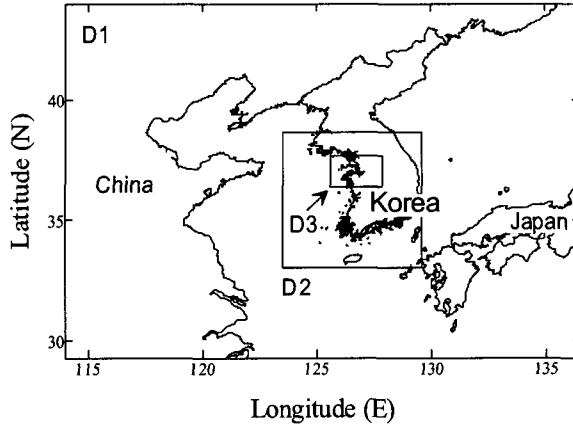 D1
40
China
Korea
D3
35
Japan
D2
30
115 120 125 130 135
Latitude (N)
Longitude (E)